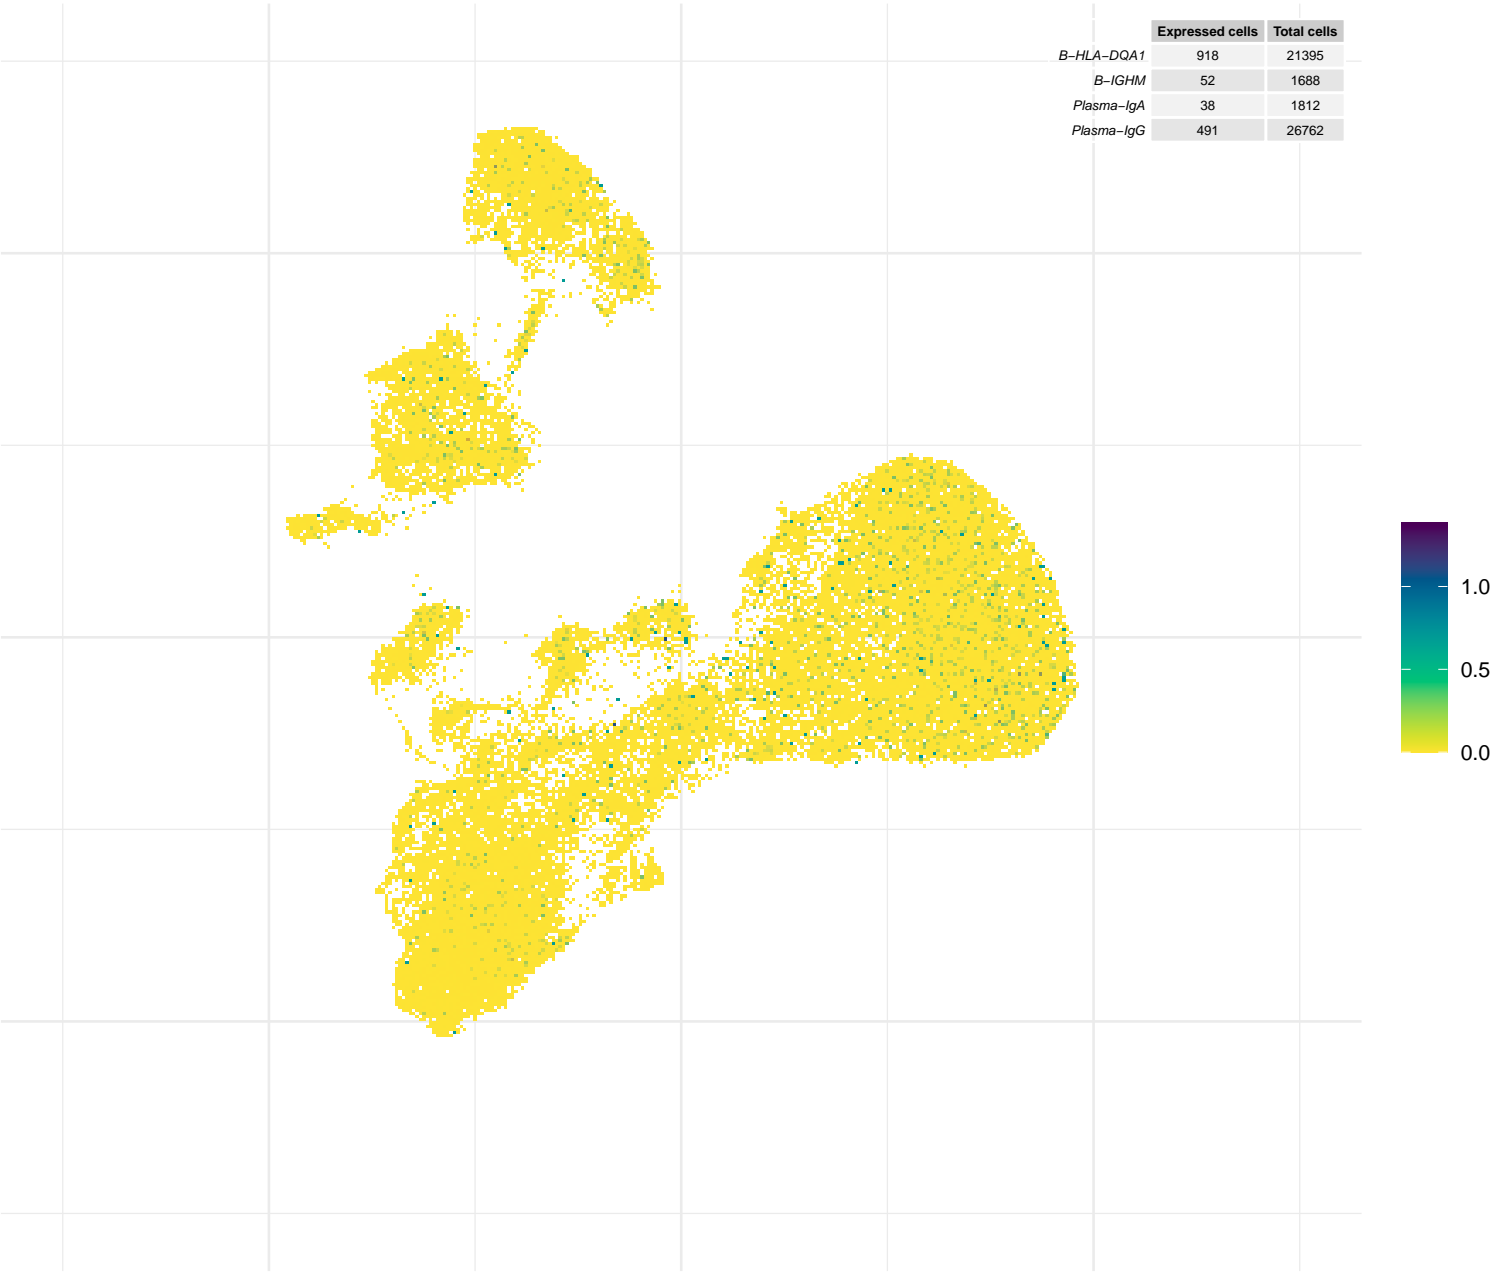 Expressed cells Total cells
B−HLA−DQA1 918 21395
B−IGHM 52 1688
Plasma−IgA 38 1812
Plasma−IgG 491 26762
1.0
0.5
0.0